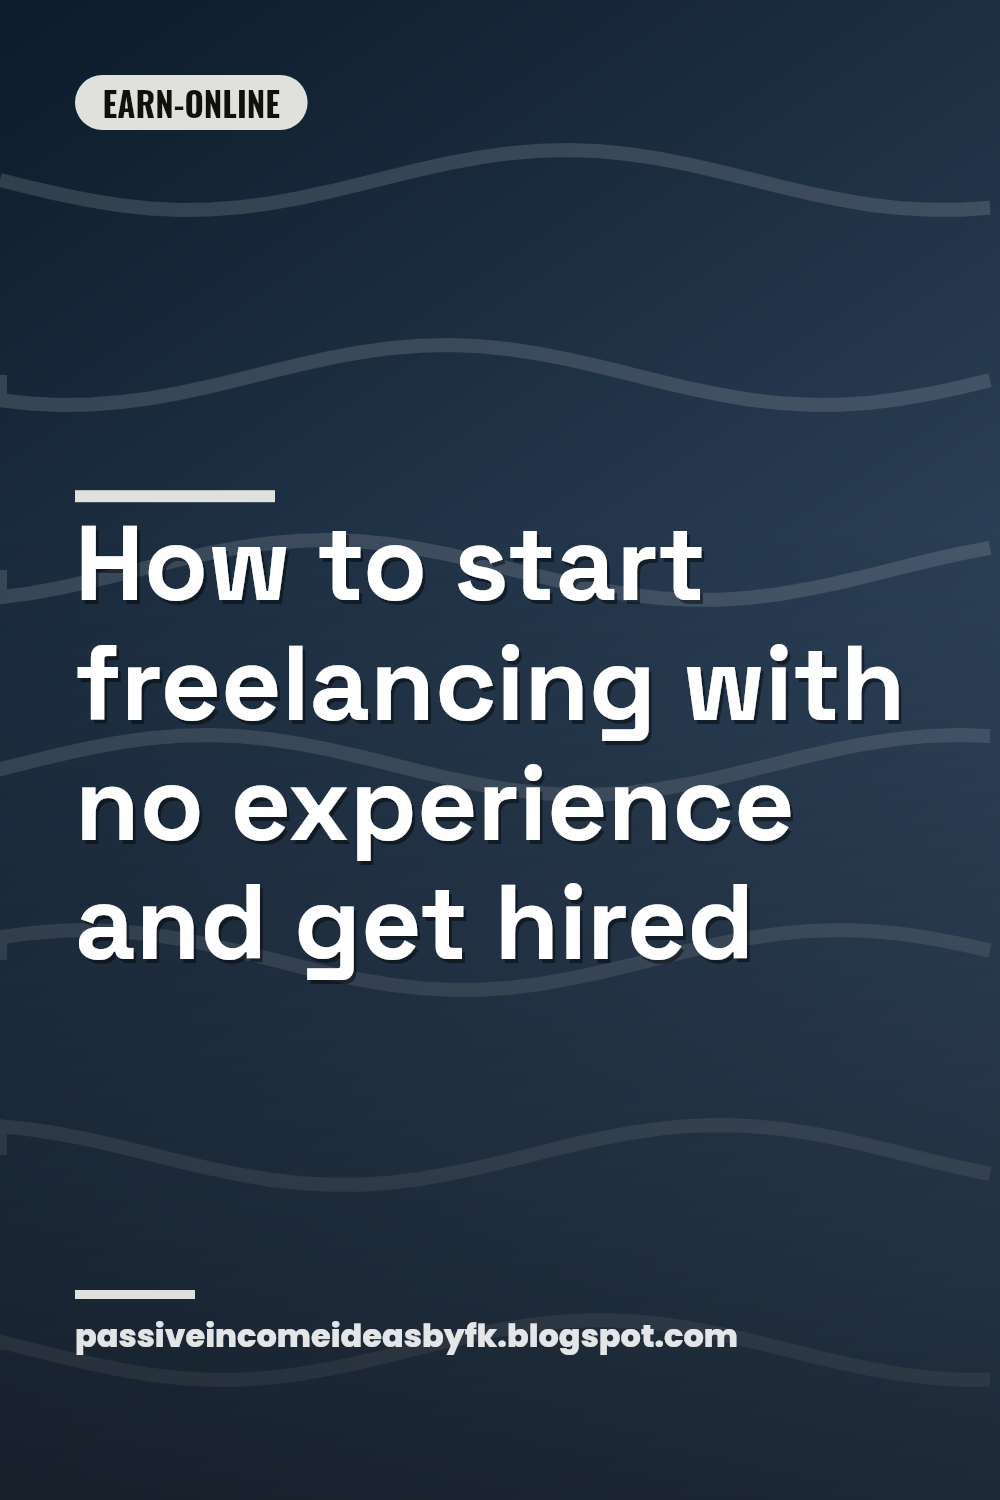 EARN-ONLINE
How to start
freelancing with
no experience
and get hired
passiveincomeideasbyfk.blogspot.com